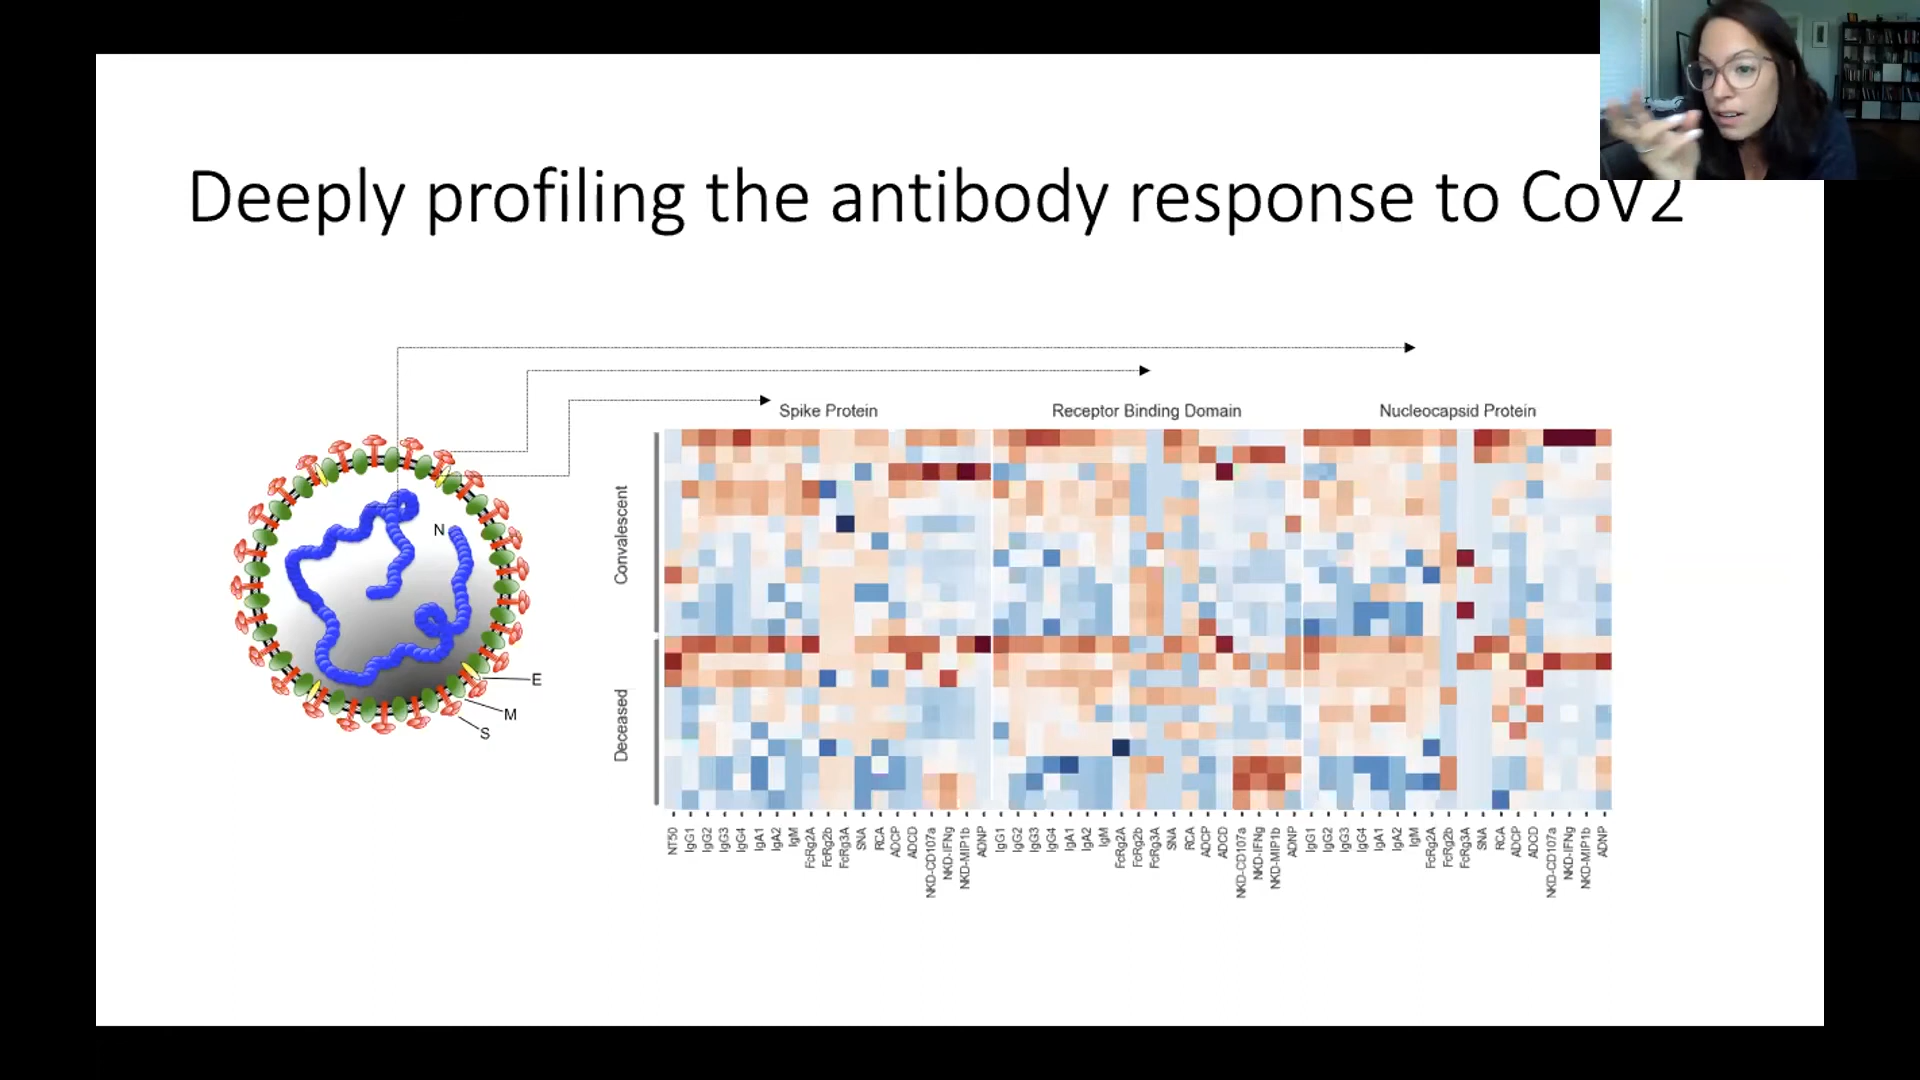 Deeply profiling the antibody response to CoV2
Spike Protein
Receptor Binding Domain
Nucleocapsid Protein
Convalescent
Deceased
N
E
M
S
NT50 IgG1 IgG2 IgG3 IgG4 IgA1 IgA2 IgM FcRg2A FcRg2b FcRg3A SNA RCA ADCP ADCD NKD-CD107a NKD-IFNg NKD-MIP1b ADNP IgG1 IgG2 IgG3 IgG4 IgA1 IgA2 IgM FcRg2A FcRg2b FcRg3A SNA RCA ADCP ADCD NKD-CD107a NKD-IFNg NKD-MIP1b ADNP IgG1 IgG2 IgG3 IgG4 IgA1 IgA2 IgM FcRg2A FcRg2b FcRg3A SNA RCA ADCP ADCD NKD-CD107a NKD-IFNg NKD-MIP1b ADNP